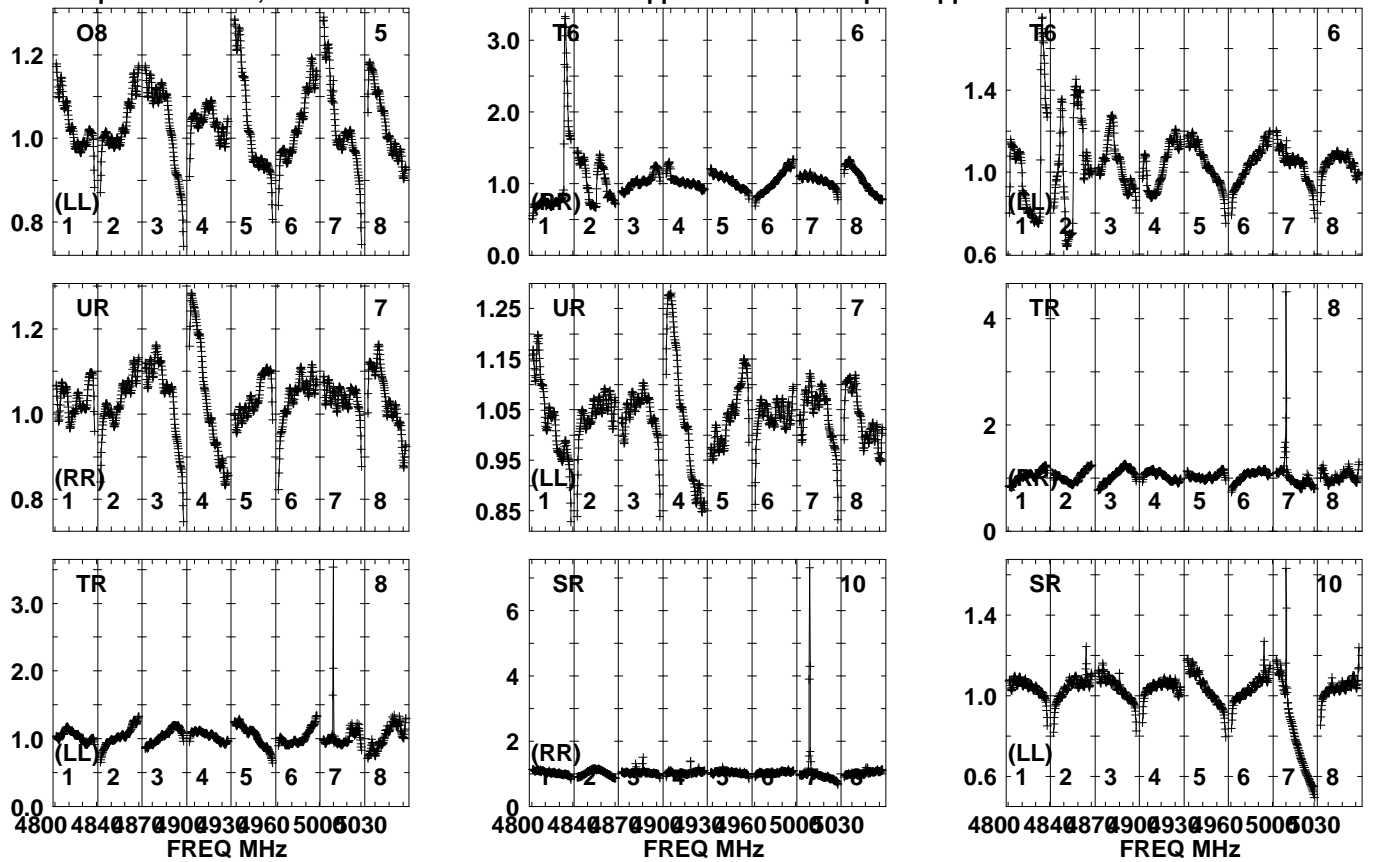 O8 5
1.2
1.0
0.8
(LL)
1 2 3 4 5 6 7 8
T6 6
3.0
2.0
1.0
0.0
(RR)
1 2 3 4 5 6 7 8
T6 6
1.4
1.0
0.6
(LL)
1 2 3 4 5 6 7 8
UR 7
1.2
1.0
0.8
(RR)
1 2 3 4 5 6 7 8
UR 7
1.25
1.15
1.05
0.95
0.85
(LL)
1 2 3 4 5 6 7 8
TR 8
4
2
0
(RR)
1 2 3 4 5 6 7 8
TR 8
3.0
2.0
1.0
0.0
(LL)
1 2 3 4 5 6 7 8
4800 4840 4870 4900 4930 4960 5000 5030
FREQ MHz
SR 10
6
4
2
0
(RR)
1 2 3 4 5 6 7 8
4800 4840 4870 4900 4930 4960 5000 5030
FREQ MHz
SR 10
1.4
1.0
0.6
(LL)
1 2 3 4 5 6 7 8
4800 4840 4870 4900 4930 4960 5000 5030
FREQ MHz